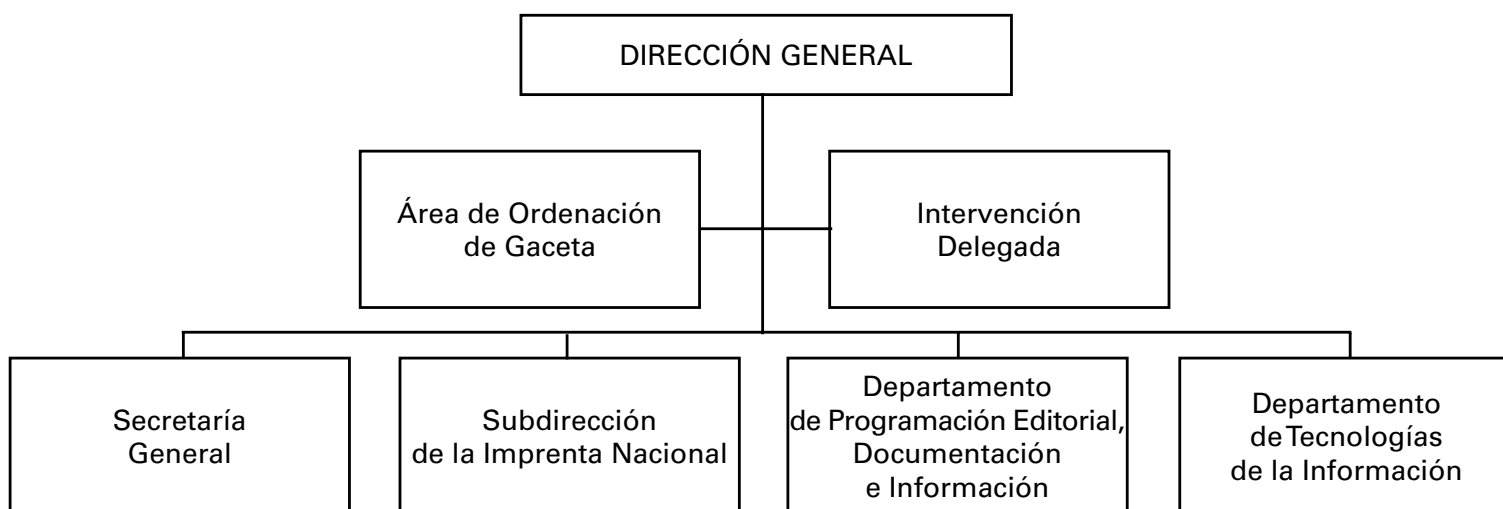 DIRECCIÓN GENERAL
Área de Ordenación
de Gaceta
Intervención
Delegada
Secretaría
General
Subdirección
de la Imprenta Nacional
Departamento
de Programación Editorial,
Documentación
e Información
Departamento
de Tecnologías
de la Información